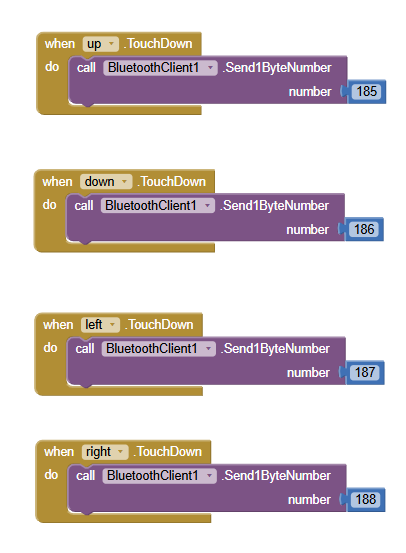 when up .TouchDown
do call BluetoothClient1 .Send1ByteNumber
number 185
when down .TouchDown
do call BluetoothClient1 .Send1ByteNumber
number 186
when left .TouchDown
do call BluetoothClient1 .Send1ByteNumber
number 187
when right .TouchDown
do call BluetoothClient1 .Send1ByteNumber
number 188